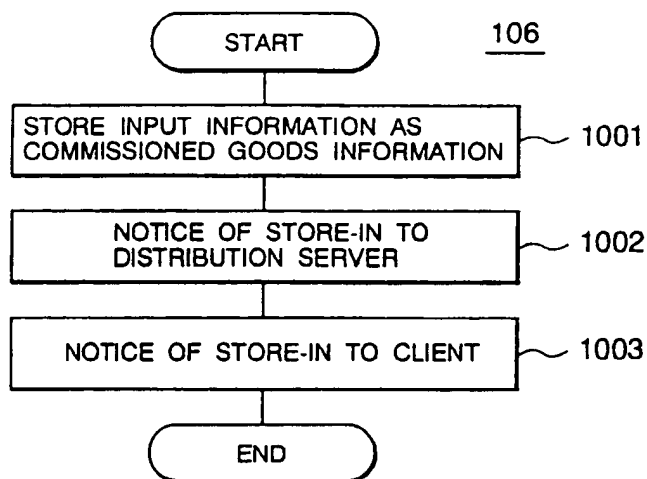 START
106
STORE INPUT INFORMATION AS
COMMISSIONED GOODS INFORMATION
1001
NOTICE OF STORE-IN TO
DISTRIBUTION SERVER
1002
NOTICE OF STORE-IN TO CLIENT
1003
END